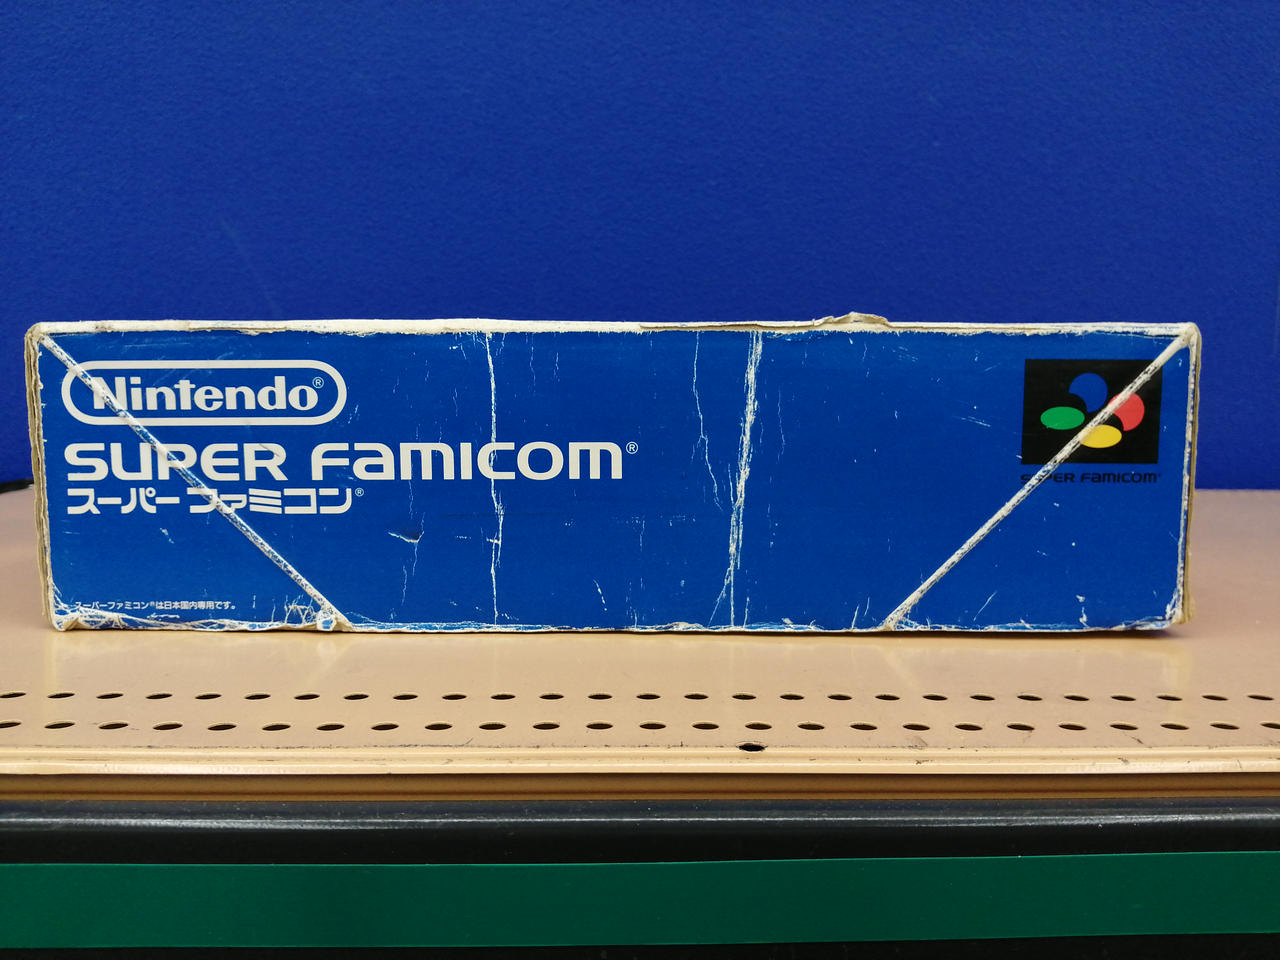 Nintendo®
SUPER FAMICOM®
スーパーファミコン®
スーパーファミコン®は日本国内専用です。
SUPER FAMICOM